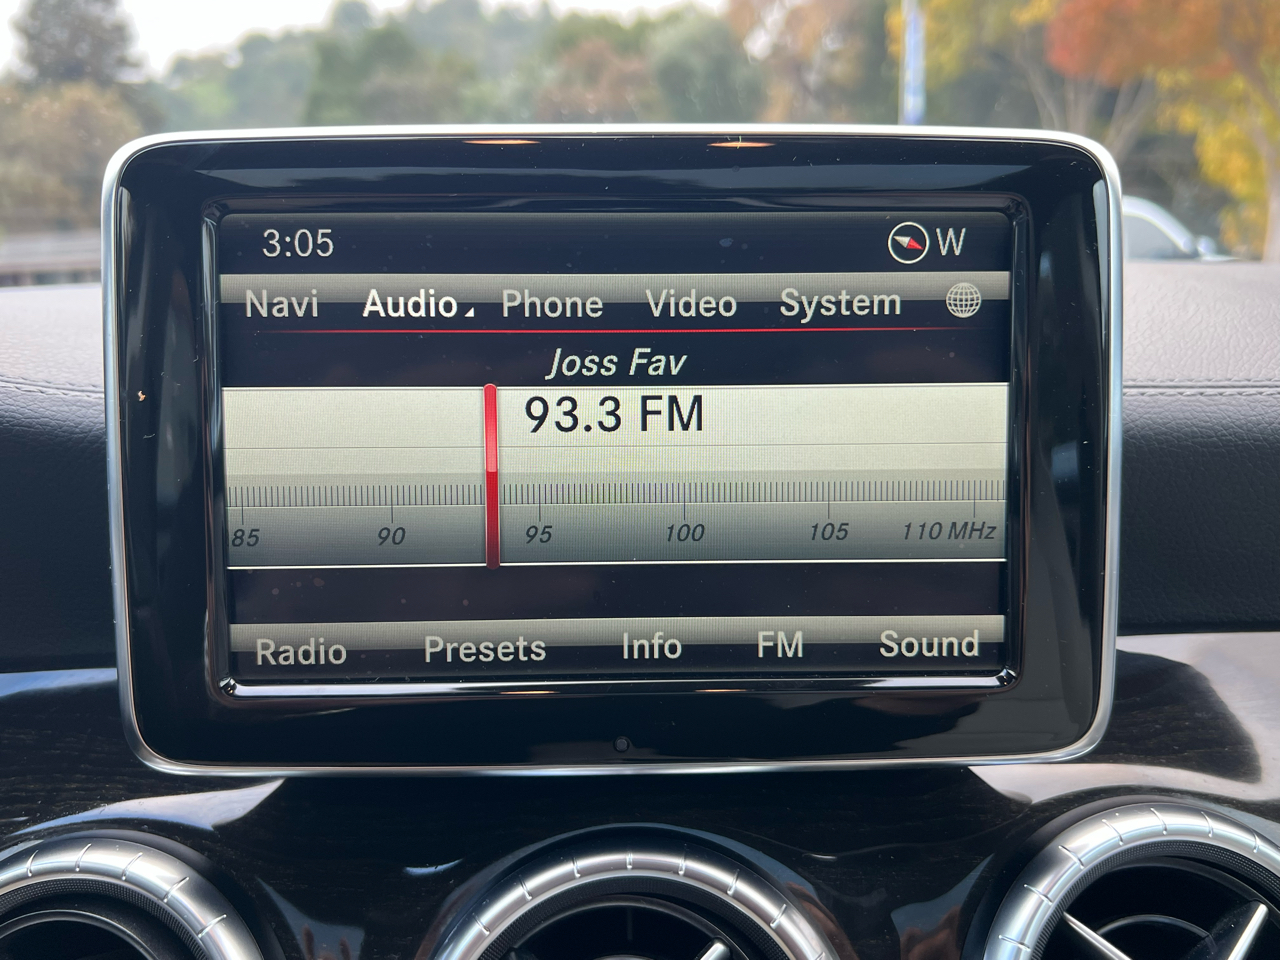 3:05 W
Navi Audio Phone Video System
Joss Fav
93.3 FM
85 90 95 100 105 110 MHz
Radio Presets Info FM Sound